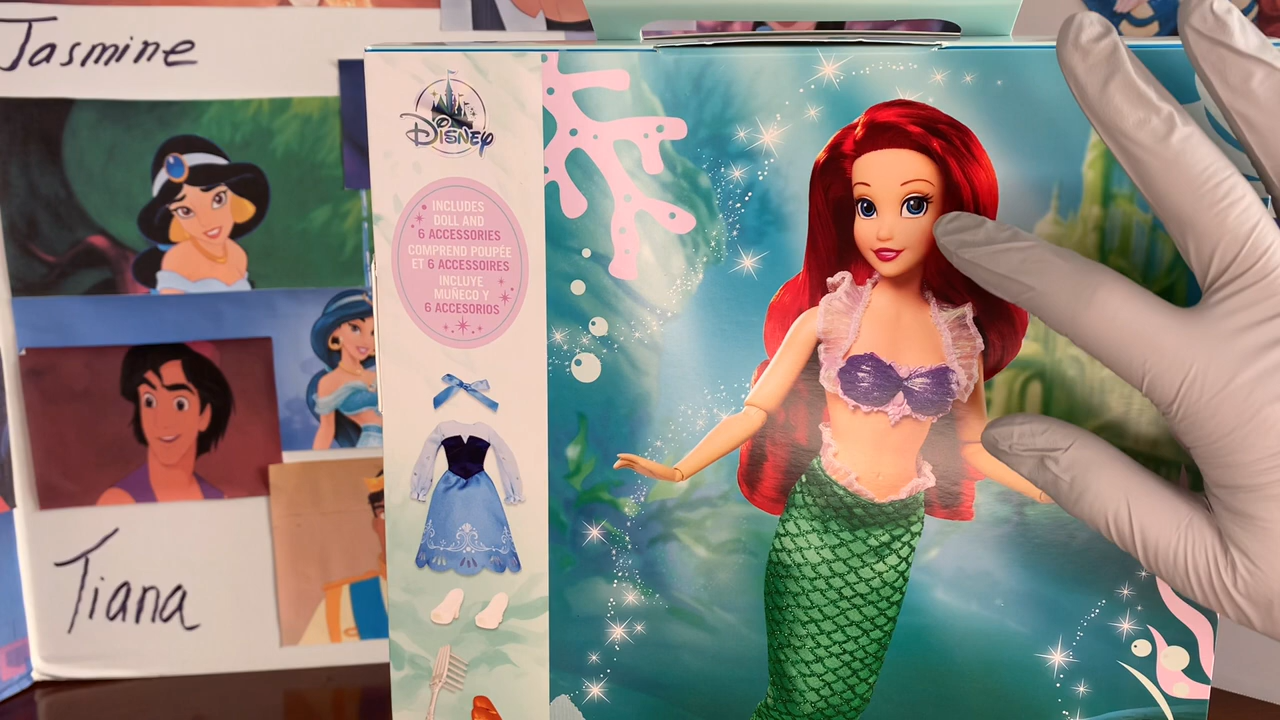 Jasmine
Tiana
Disney
INCLUDES
DOLL AND
6 ACCESSORIES
COMPREND POUPÉE
ET 6 ACCESSOIRES
INCLUYE
MUÑECO Y
6 ACCESORIOS